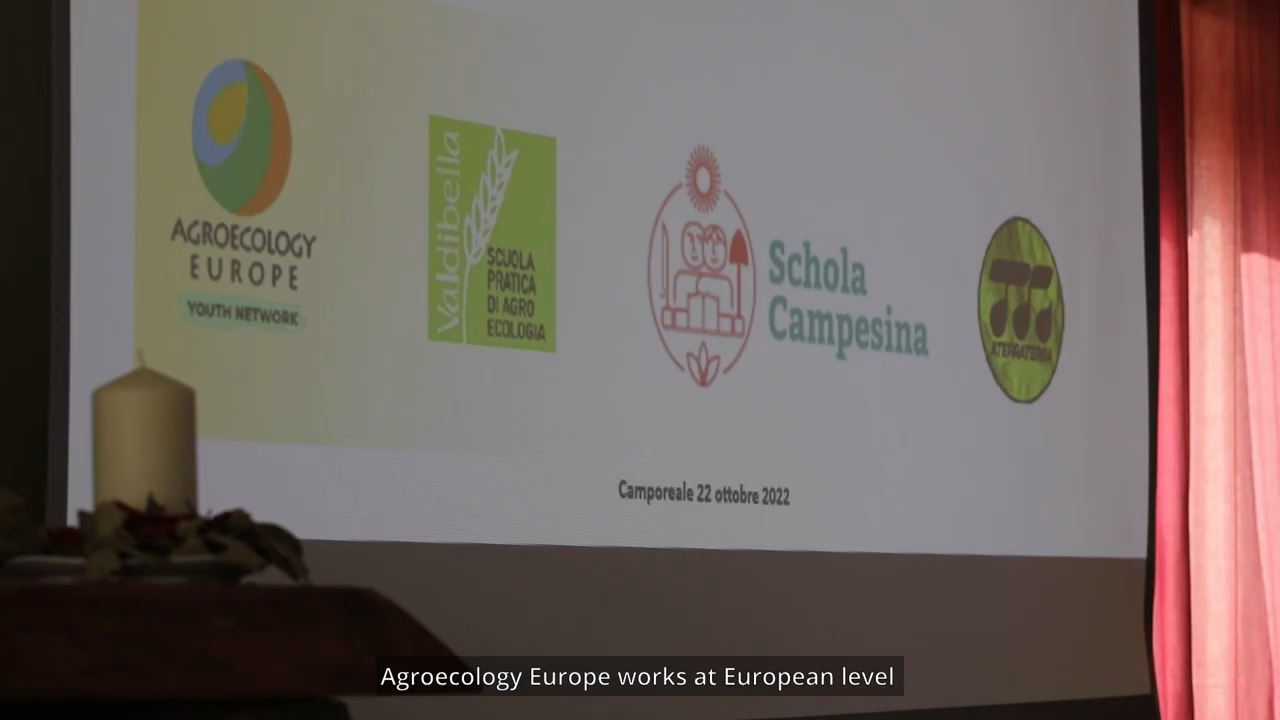 AGROECOLOGY
EUROPE
YOUTH NETWORK
Valdibella
SCUOLA
PRATICA
DI AGRO
ECOLOGIA
Schola
Campesina
ATERRATERRA
Camporeale 22 ottobre 2022
Agroecology Europe works at European level